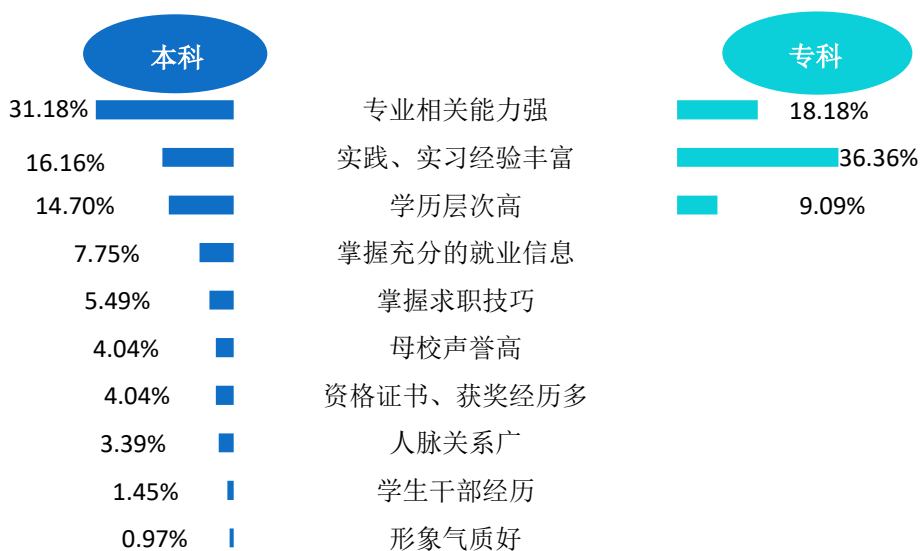 本科 专科
31.18% 专业相关能力强 18.18%
16.16% 实践、实习经验丰富 36.36%
14.70% 学历层次高 9.09%
7.75% 掌握充分的就业信息
5.49% 掌握求职技巧
4.04% 母校声誉高
4.04% 资格证书、获奖经历多
3.39% 人脉关系广
1.45% 学生干部经历
0.97% 形象气质好